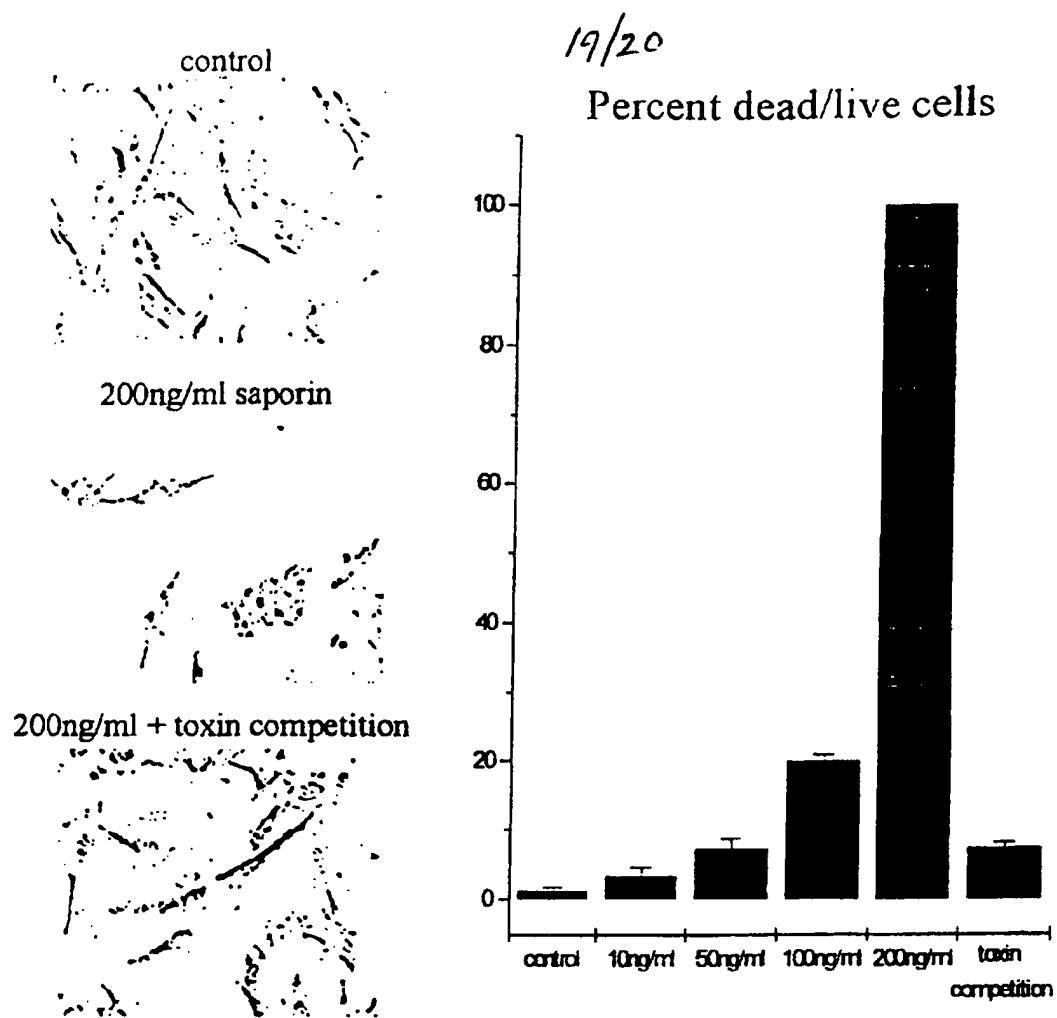 19/20
control
200ng/ml saporin
200ng/ml + toxin competition
Percent dead/live cells
100
80
60
40
20
0
control 10ng/ml 50ng/ml 100ng/ml 200ng/ml toxin
competition